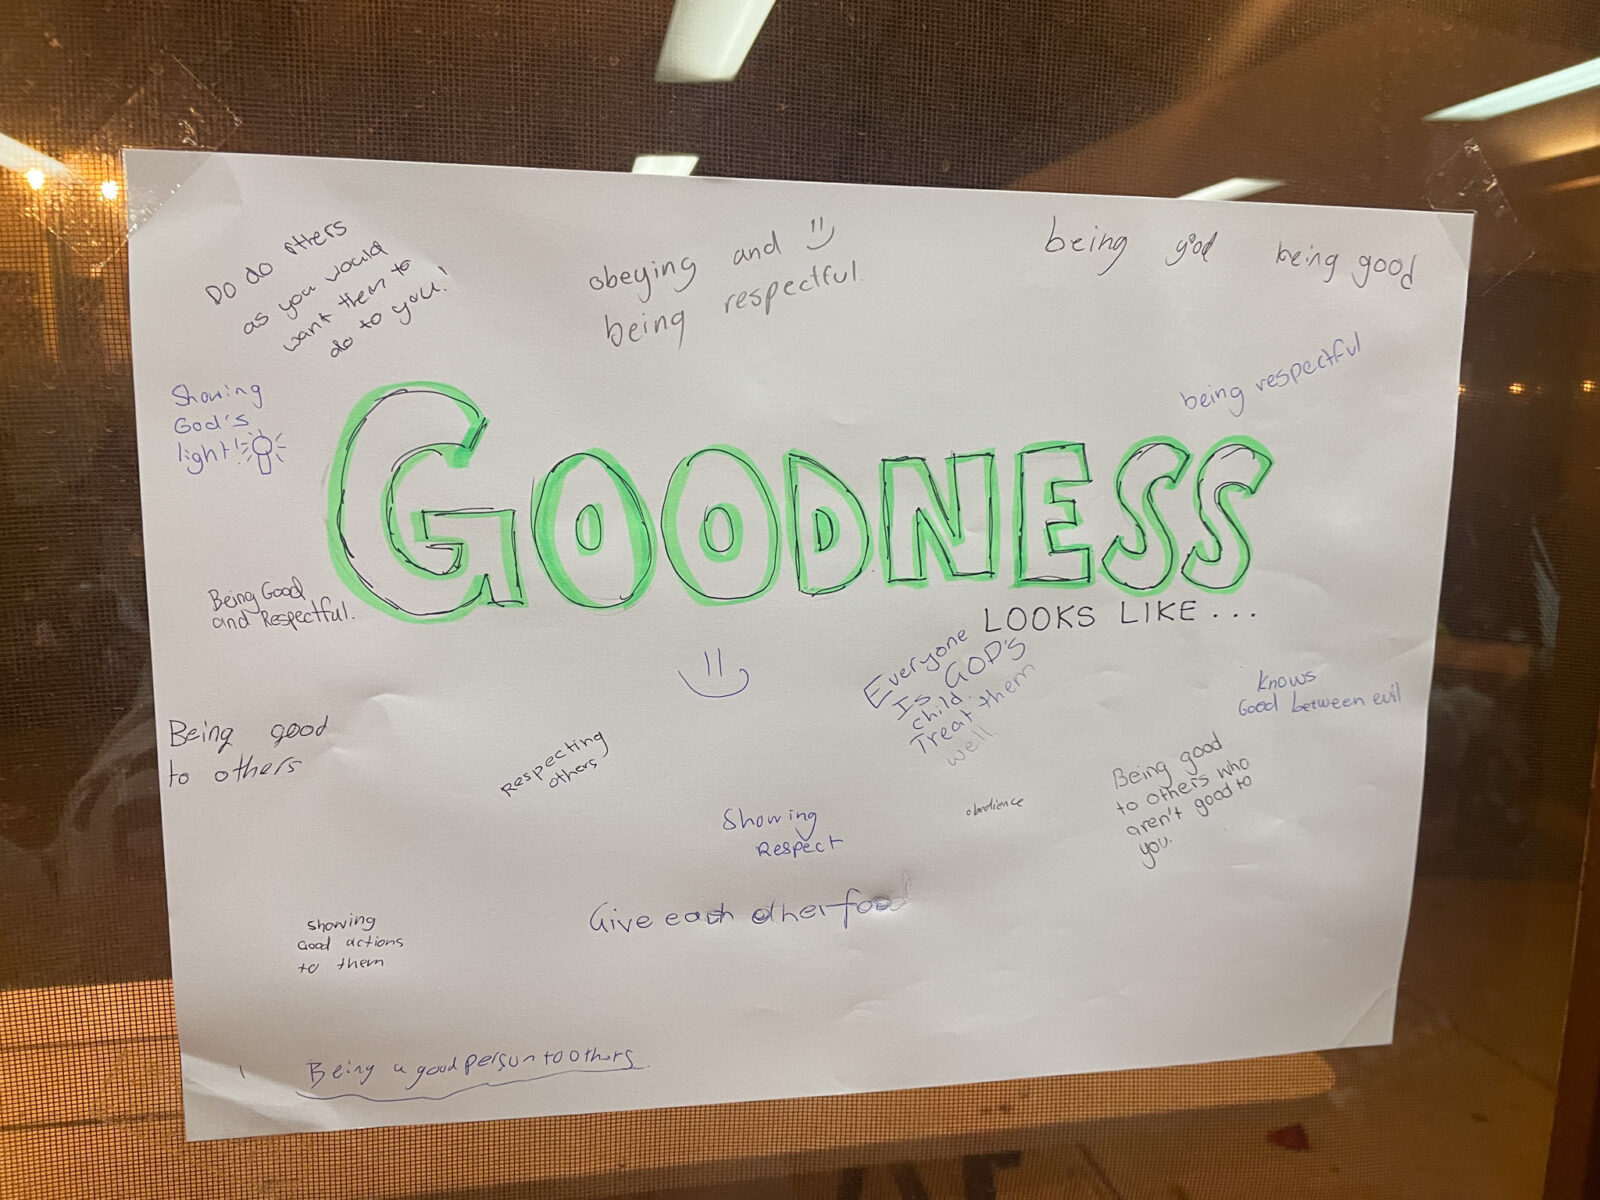 Do do others
as you would
want them to
do to you!
obeying and
being respectful.
being good
being good
being respectful
Showing
God's
light!
GOODNESS
LOOKS LIKE...
Being Good
and Respectful.
Everyone
Is GOD'S
child.
Treat them
well
Knows
Good between evil
Being good
to others
Respecting
others
Being good
to others who
aren't good to
you.
Showing
Respect
obedience
Give each other food
showing
Good actions
to them
Being a good person to others